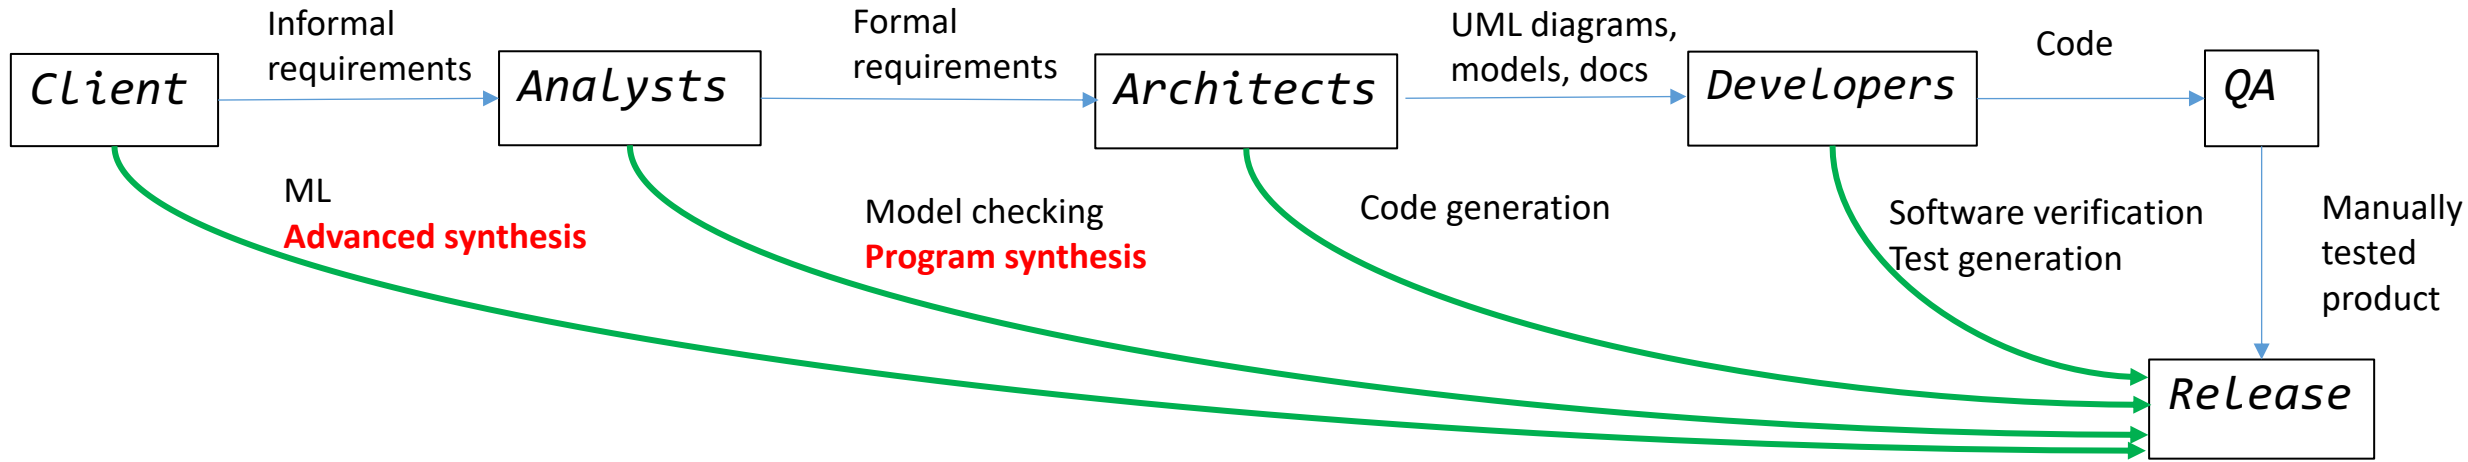 Client
Informal
requirements
Analysts
Formal
requirements
Architects
UML diagrams,
models, docs
Developers
Code
QA
ML
Advanced synthesis
Model checking
Program synthesis
Code generation
Software verification
Test generation
Manually
tested
product
Release